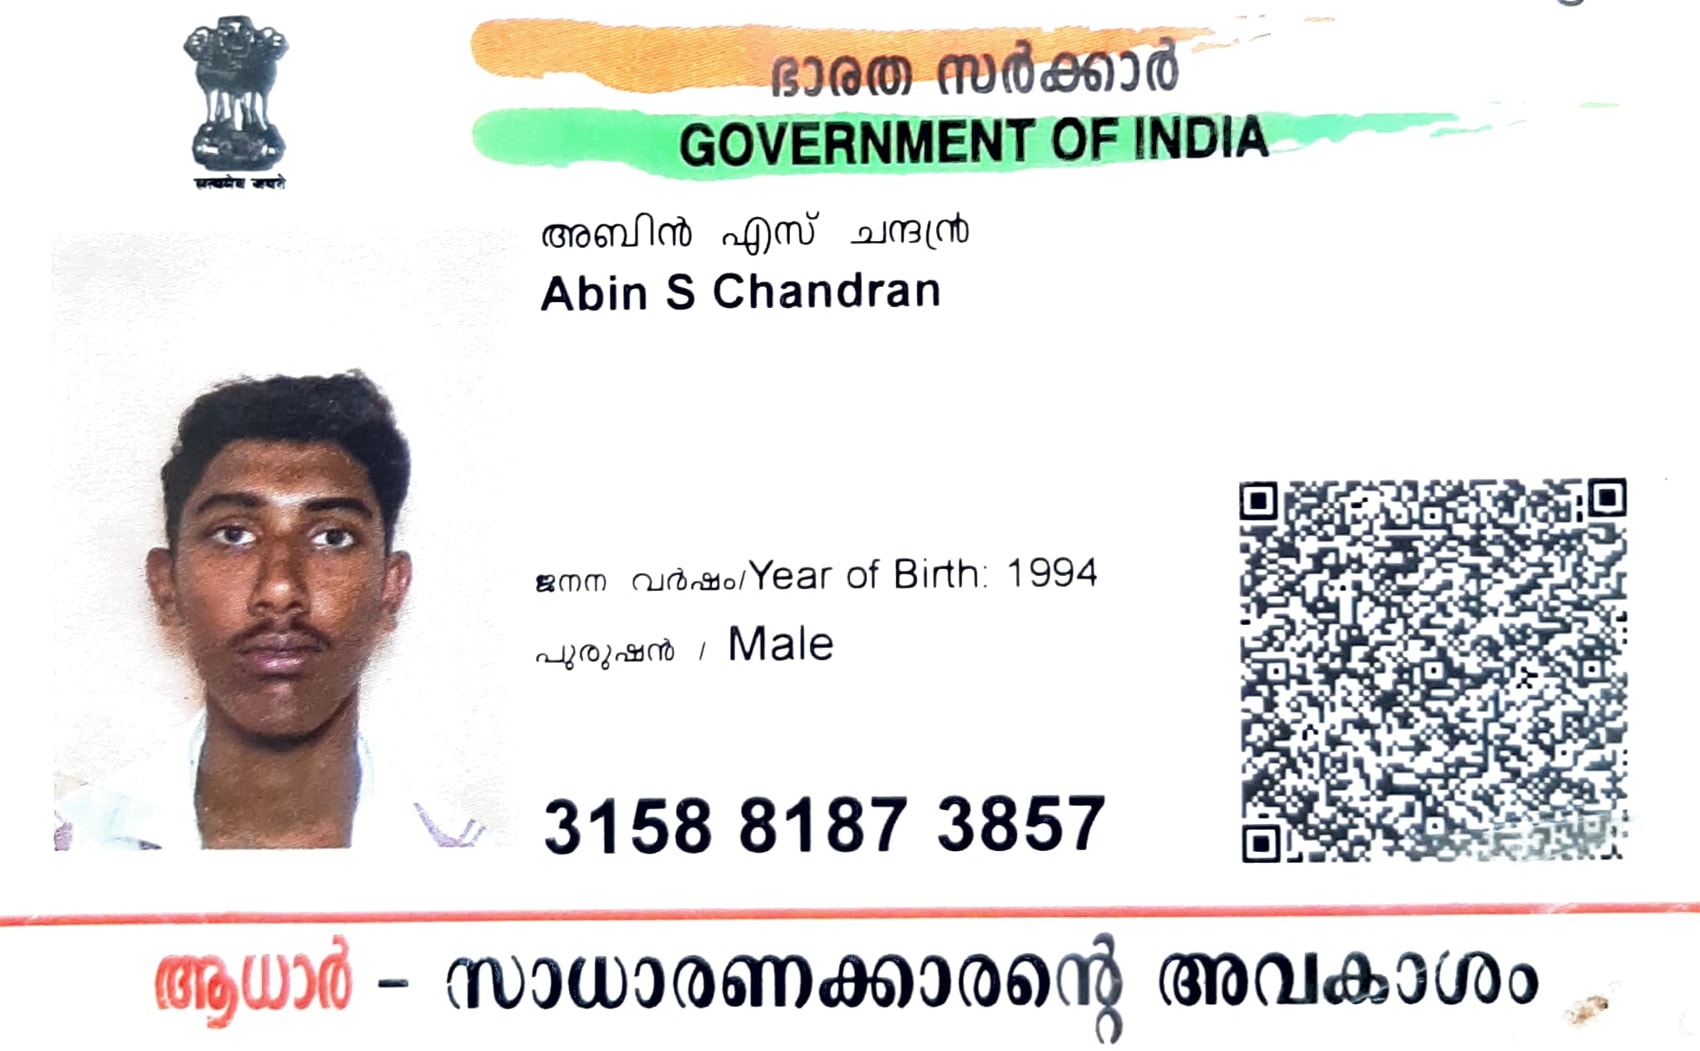 सत्यमेव जयते
ഭാരത സർക്കാർ
GOVERNMENT OF INDIA
അബിൻ എസ് ചന്ദ്രൻ
Abin S Chandran
ജനന വർഷം/Year of Birth: 1994
പുരുഷൻ / Male
3158 8187 3857
ആധാർ - സാധാരണക്കാരന്റെ അവകാശം